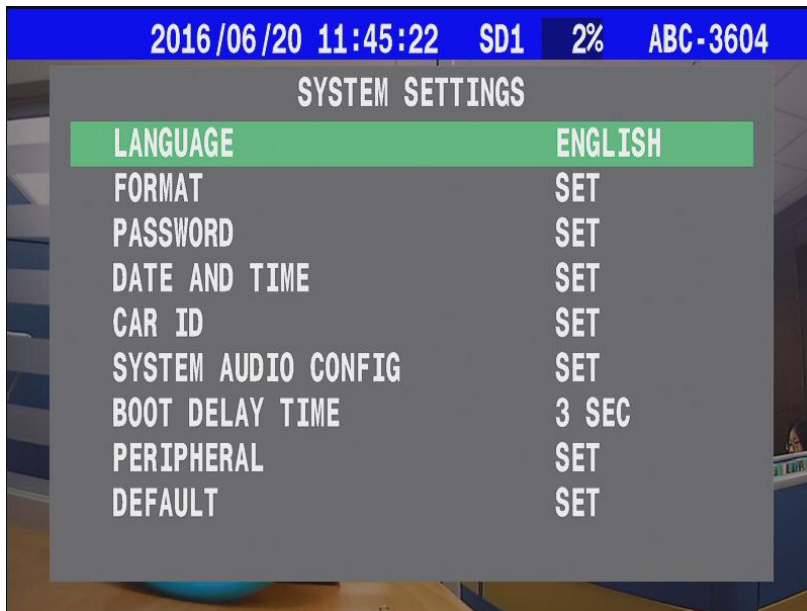 2016/06/20 11:45:22 SD1 2% ABC-3604
SYSTEM SETTINGS
LANGUAGE ENGLISH
FORMAT SET
PASSWORD SET
DATE AND TIME SET
CAR ID SET
SYSTEM AUDIO CONFIG SET
BOOT DELAY TIME 3 SEC
PERIPHERAL SET
DEFAULT SET